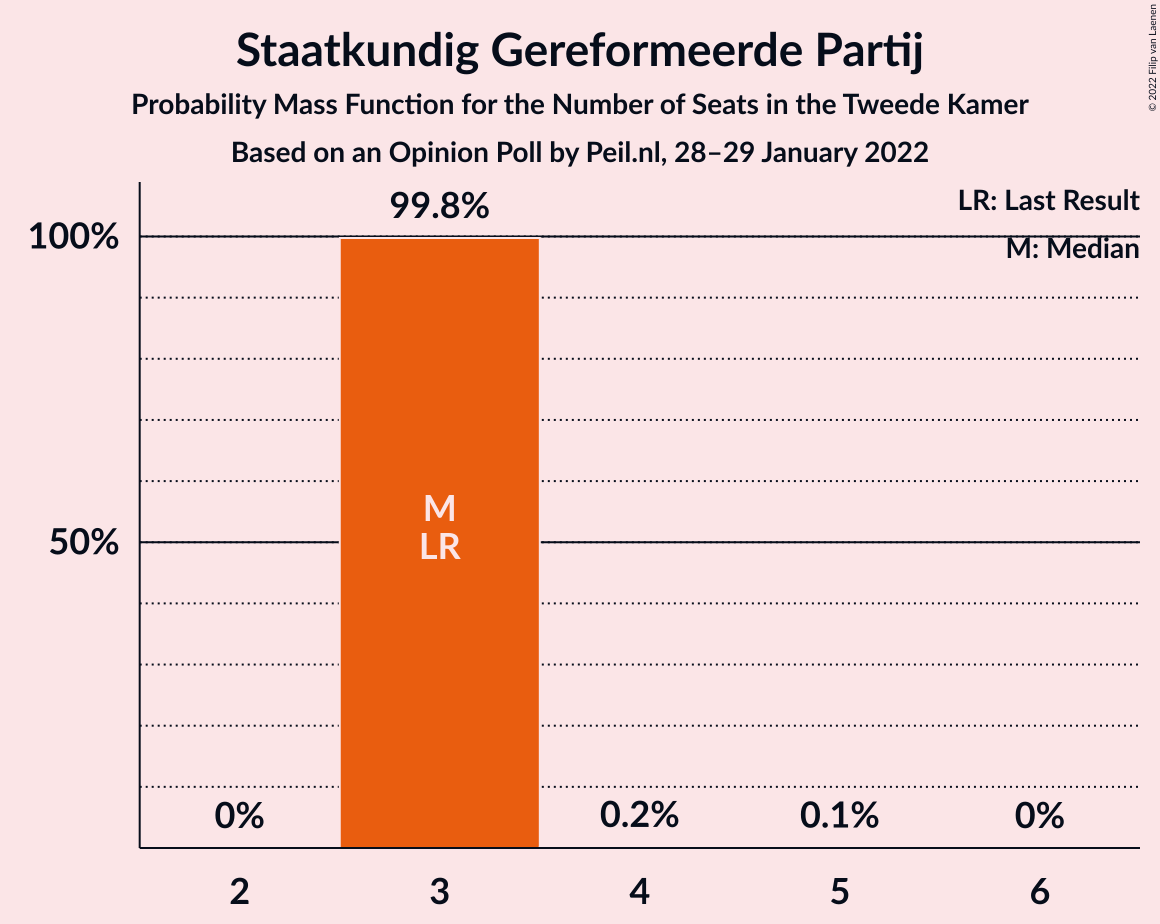 Staatkundig Gereformeerde Partij
Probability Mass Function for the Number of Seats in the Tweede Kamer
Based on an Opinion Poll by Peil.nl, 28–29 January 2022
© 2022 Filip van Laenen
LR: Last Result
M: Median
100%
50%
99.8%
M
LR
0%
0.2%
0.1%
0%
2
3
4
5
6